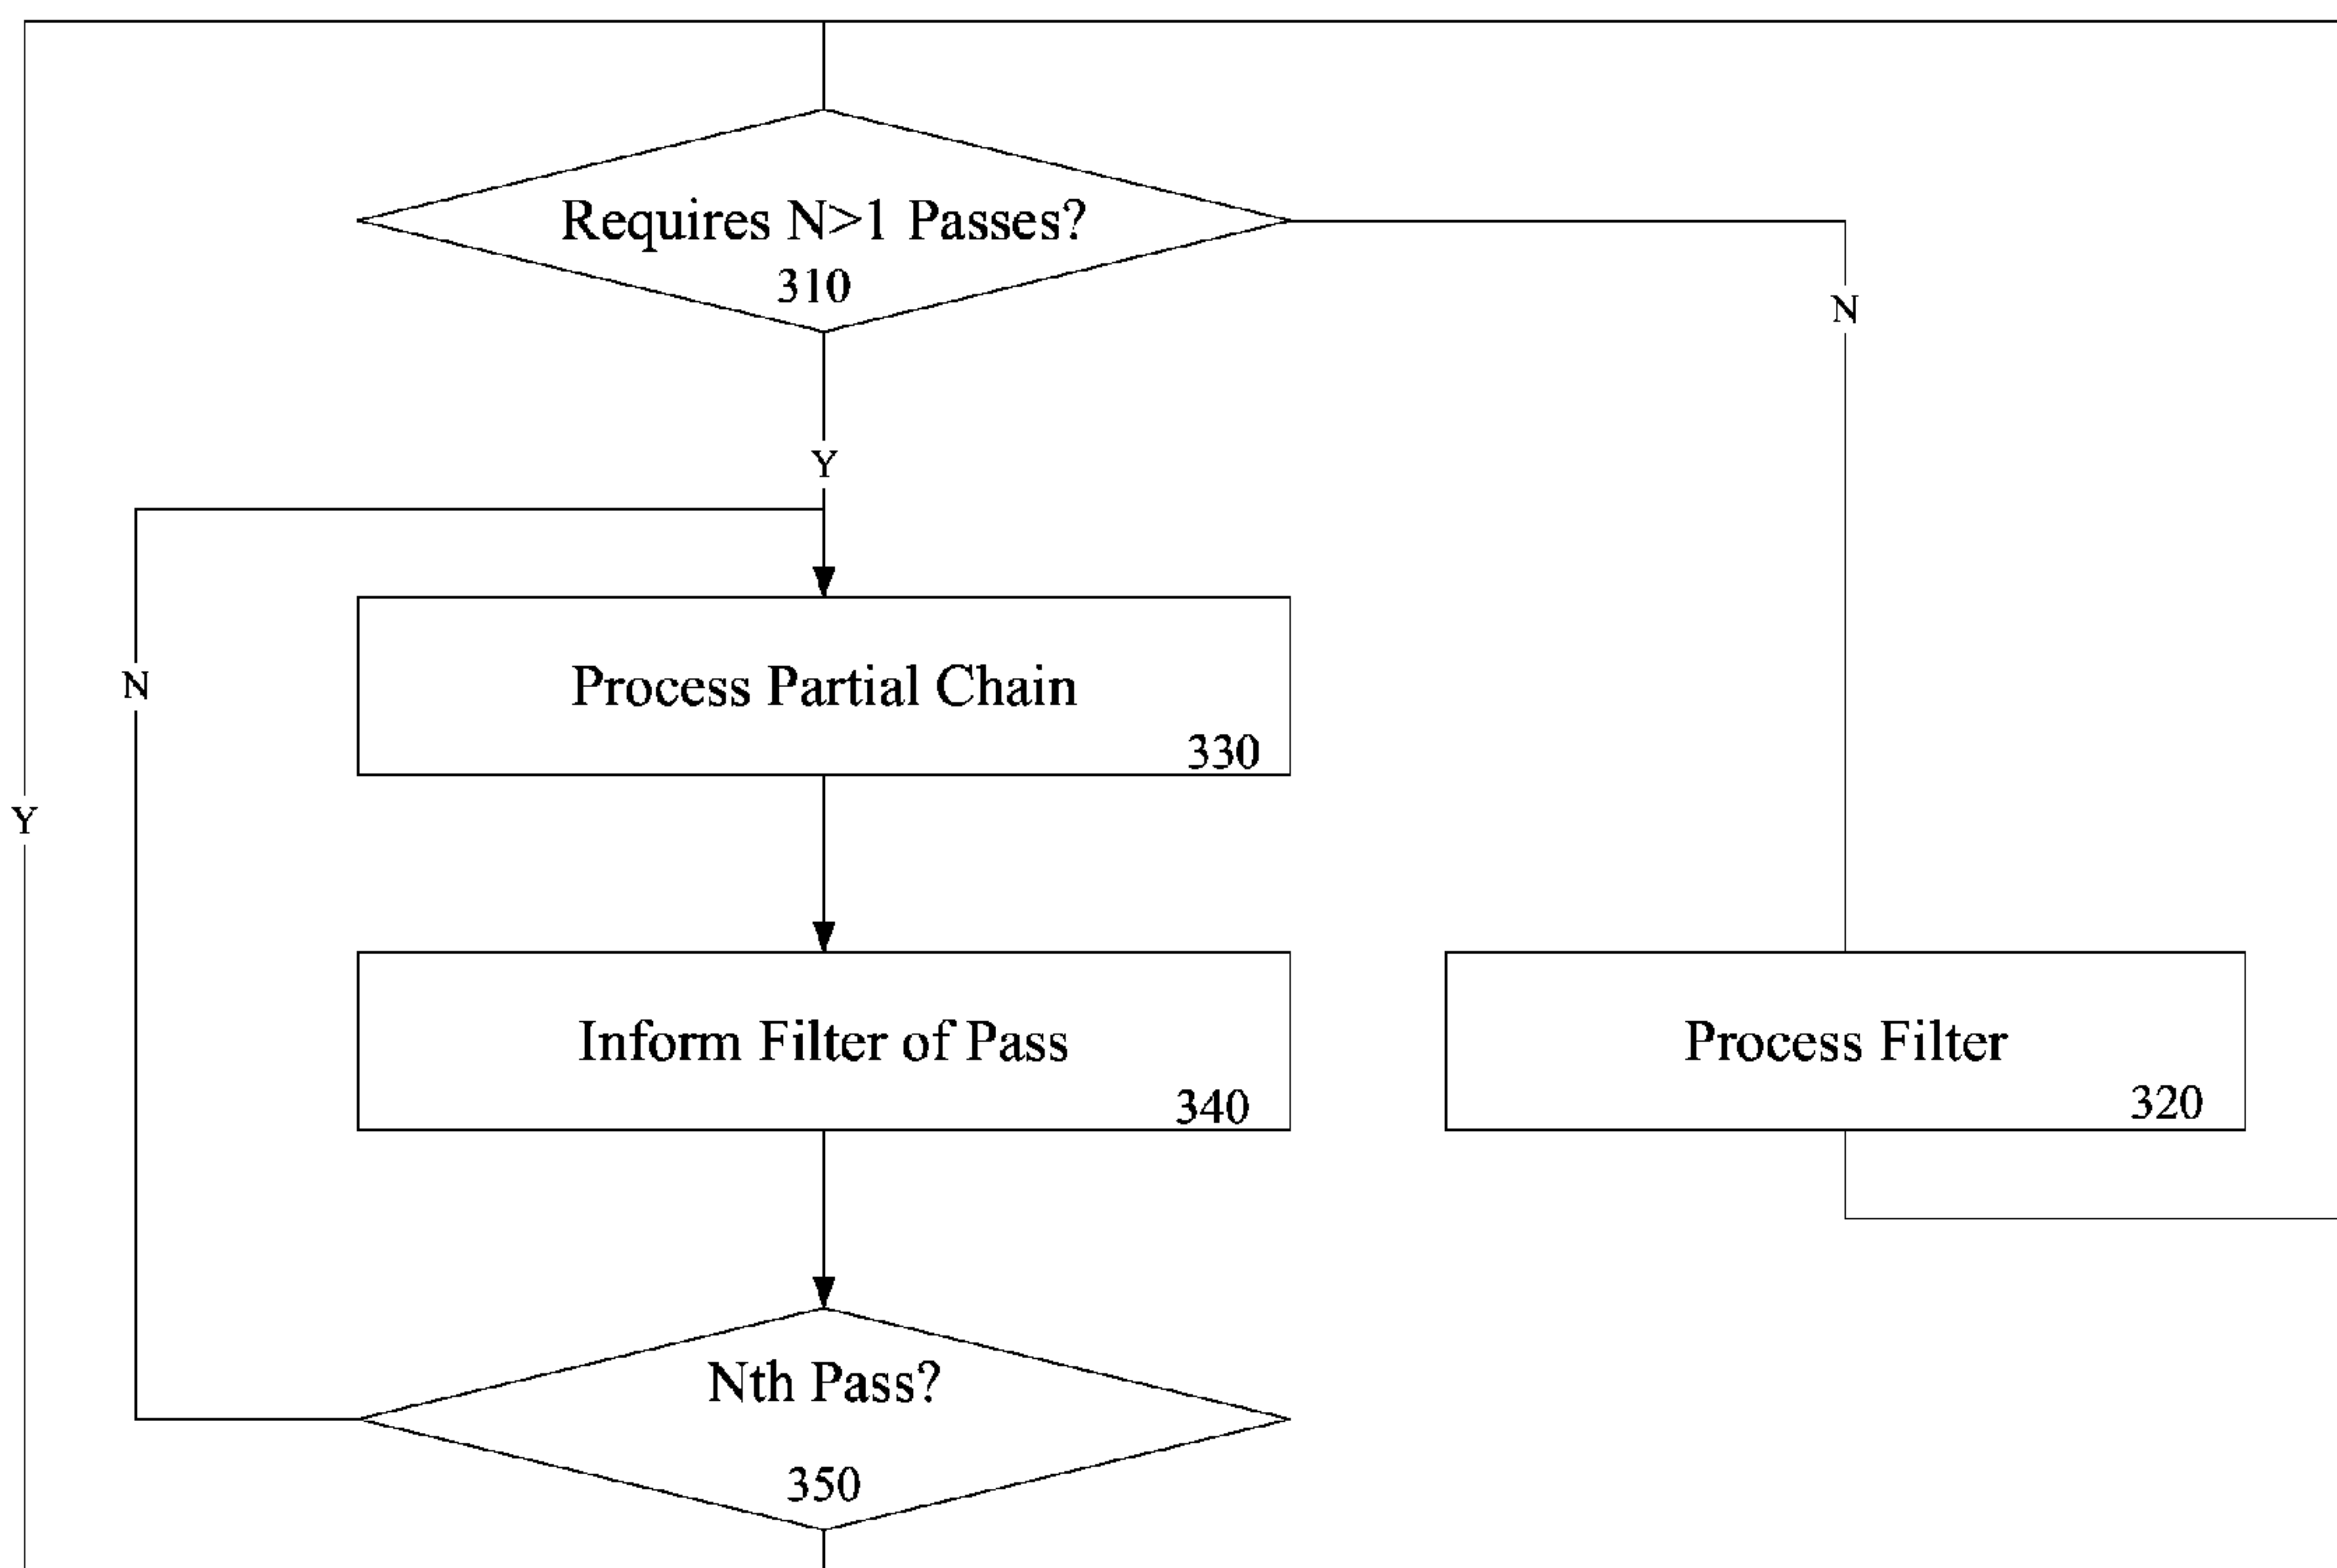 Requires N>1 Passes?
310
N
Y
N
Process Partial Chain
330
Y
Inform Filter of Pass
340
Process Filter
320
Nth Pass?
350